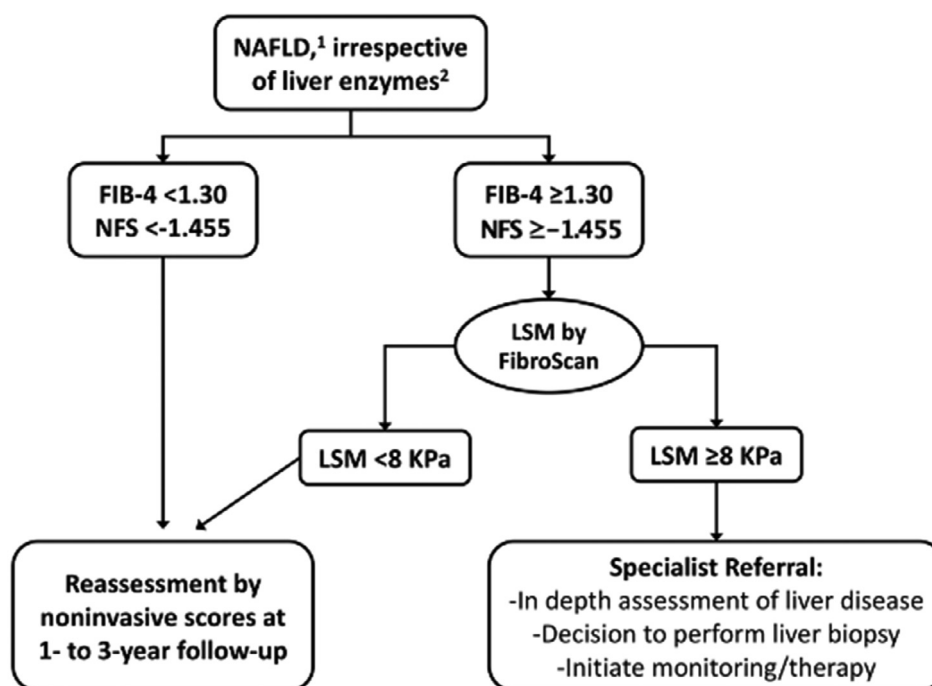 NAFLD,¹ irrespective
of liver enzymes²
FIB-4 <1.30
NFS <-1.455
FIB-4 ≥1.30
NFS ≥−1.455
LSM by
FibroScan
LSM <8 KPa
LSM ≥8 KPa
Reassessment by
noninvasive scores at
1- to 3-year follow-up
Specialist Referral:
-In depth assessment of liver disease
-Decision to perform liver biopsy
-Initiate monitoring/therapy